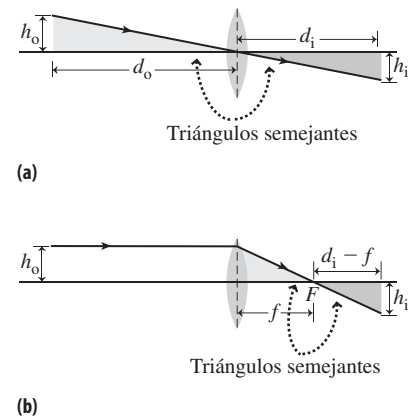 h_o
d_o
d_i
h_i
Triángulos semejantes
(a)
h_o
d_i − f
F
f
h_i
Triángulos semejantes
(b)